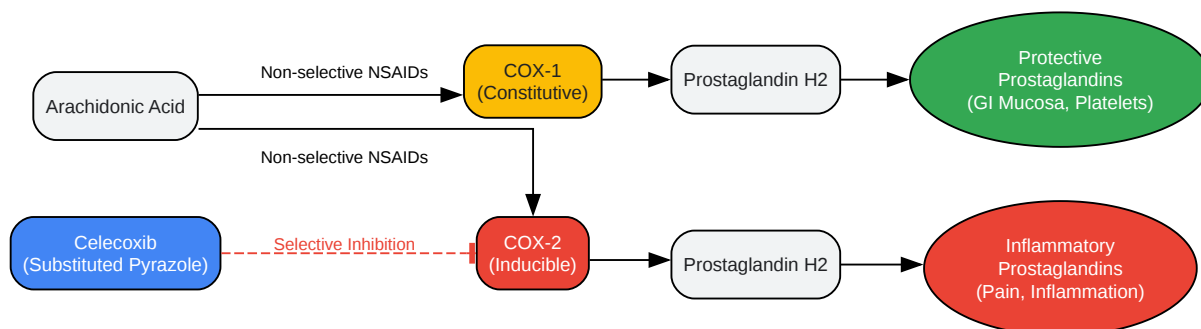 Arachidonic Acid
Non-selective NSAIDs
Non-selective NSAIDs
COX-1
(Constitutive)
Prostaglandin H2
Protective
Prostaglandins
(GI Mucosa, Platelets)
Celecoxib
(Substituted Pyrazole)
Selective Inhibition
COX-2
(Inducible)
Prostaglandin H2
Inflammatory
Prostaglandins
(Pain, Inflammation)